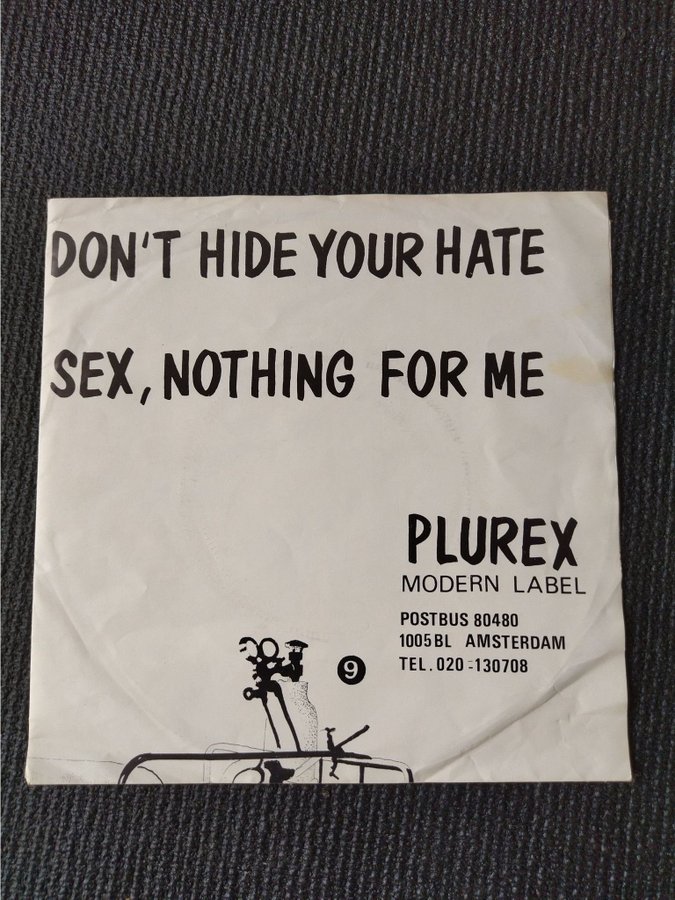 DON'T HIDE YOUR HATE
SEX, NOTHING FOR ME
PLUREX
MODERN LABEL
POSTBUS 80480
1005BL AMSTERDAM
TEL. 020-130708
9